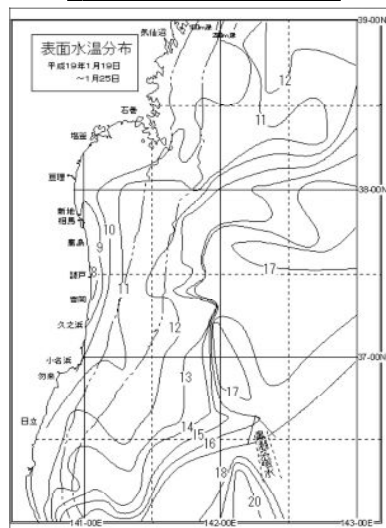 表面水温分布
平成19年1月19日
～1月25日
気仙沼
石巻
塩釜
亘理
新地
相馬
鹿島
請戸
富岡
久之浜
小名浜
勿来
日立
39-00N
38-00N
37-00N
141-00E
142-00E
143-00E
12
11
10
9
8
11
12
13
14
15
16
17
17
18
20